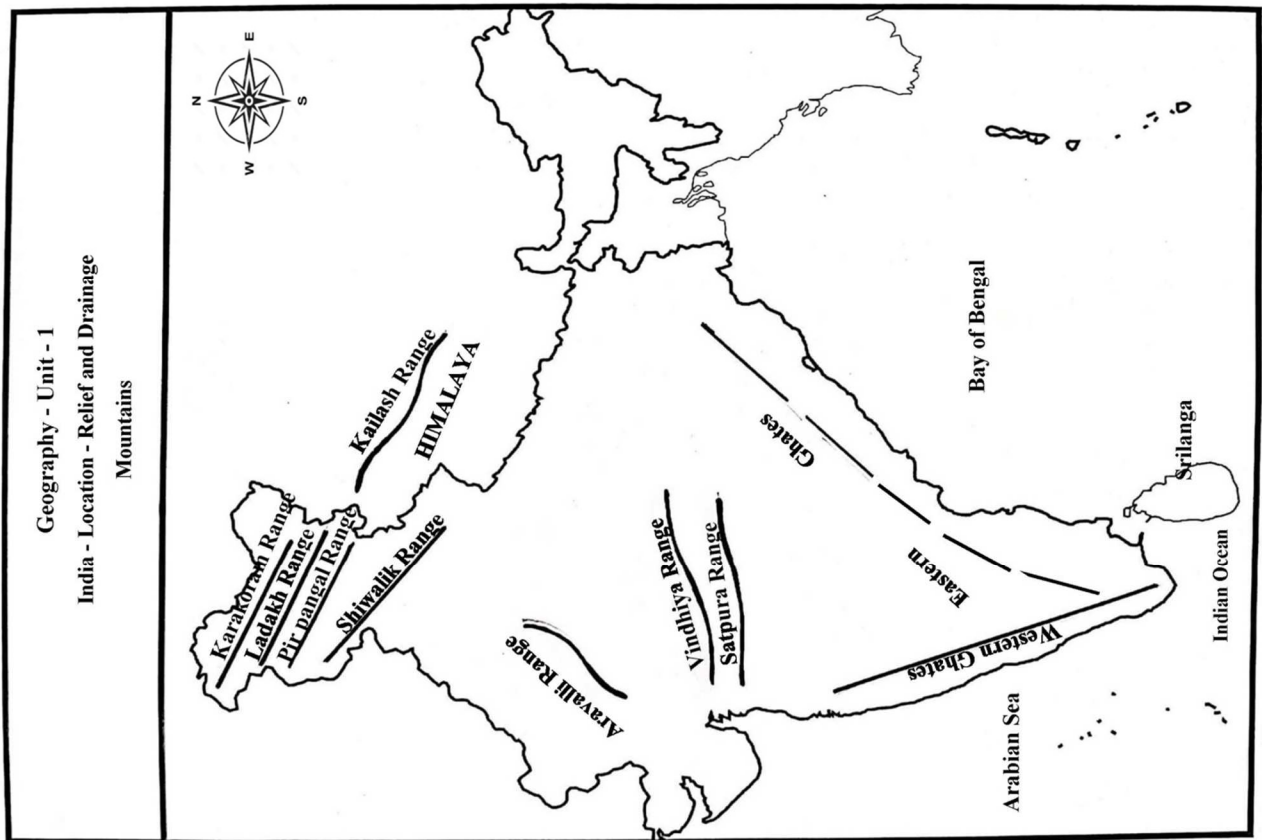 Geography - Unit - 1
India - Location - Relief and Drainage
Mountains
N
E
W
S
Karakoram Range
Ladakh Range
Pir pangal Range
Shiwalik Range
Kailash Range
HIMALAYA
Aravalli Range
Vindhiya Range
Satpura Range
Eastern
Ghates
Western Ghates
Arabian Sea
Bay of Bengal
Indian Ocean
Srilanga